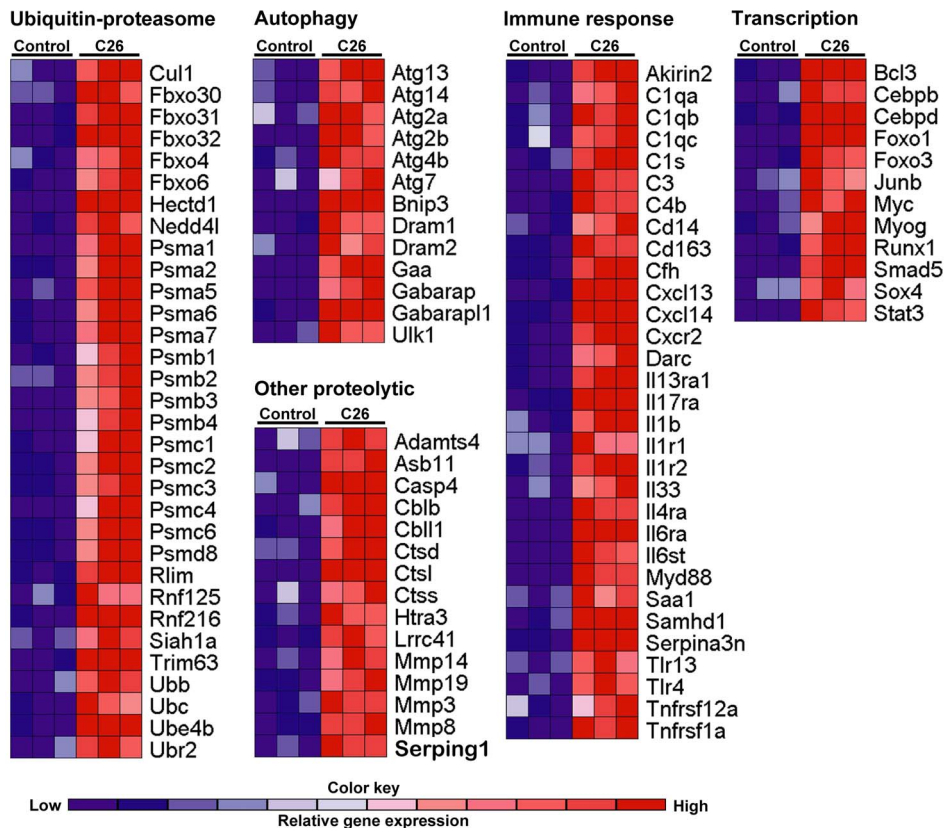 Ubiquitin-proteasome
Control C26
Cul1
Fbxo30
Fbxo31
Fbxo32
Fbxo4
Fbxo6
Hectd1
Nedd4l
Psma1
Psma2
Psma5
Psma6
Psma7
Psmb1
Psmb2
Psmb3
Psmb4
Psmc1
Psmc2
Psmc3
Psmc4
Psmc6
Psmd8
Rlim
Rnf125
Rnf216
Siah1a
Trim63
Ubb
Ubc
Ube4b
Ubr2
Autophagy
Control C26
Atg13
Atg14
Atg2a
Atg2b
Atg4b
Atg7
Bnip3
Dram1
Dram2
Gaa
Gabarap
Gabarapl1
Ulk1
Other proteolytic
Control C26
Adamts4
Asb11
Casp4
Cblb
Cbll1
Ctsd
Ctsl
Ctss
Htra3
Lrrc41
Mmp14
Mmp19
Mmp3
Mmp8
Serping1
Immune response
Control C26
Akirin2
C1qa
C1qb
C1qc
C1s
C3
C4b
Cd14
Cd163
Cfh
Cxcl13
Cxcl14
Cxcr2
Darc
Il13ra1
Il17ra
Il1b
Il1r1
Il1r2
Il33
Il4ra
Il6ra
Il6st
Myd88
Saa1
Samhd1
Serpina3n
Tlr13
Tlr4
Tnfrsf12a
Tnfrsf1a
Transcription
Control C26
Bcl3
Cebpb
Cebpd
Foxo1
Foxo3
Junb
Myc
Myog
Runx1
Smad5
Sox4
Stat3
Color key
Low High
Relative gene expression